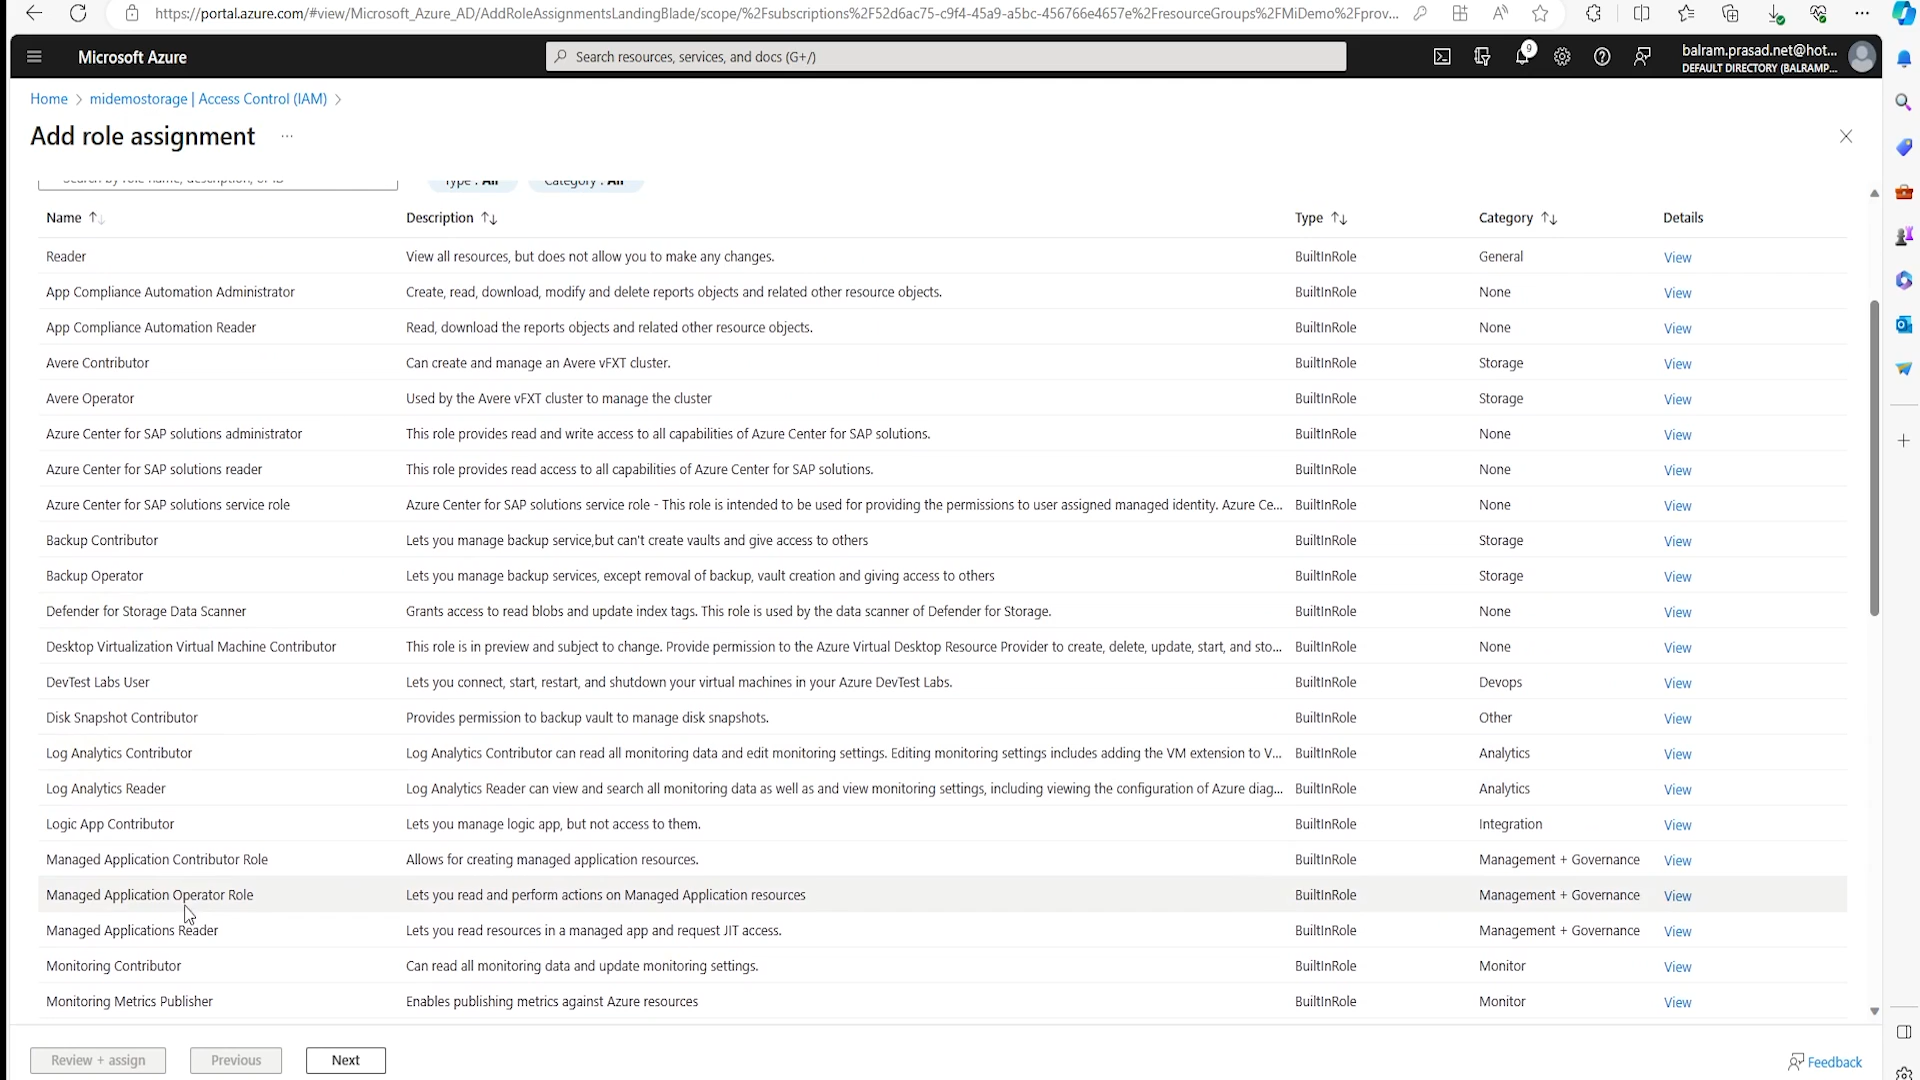 https://portal.azure.com/#view/Microsoft_Azure_AD/AddRoleAssignmentsLandingBlade/scope/%2Fsubscriptions%2F52d6ac75-c9f4-45a9-a5bc-456766e4657e%2FresourceGroups%2FMiDemo%2Fprov...
Microsoft Azure
Search resources, services, and docs (G+/)
9
balram.prasad.net@hot...
DEFAULT DIRECTORY (BALRAMP...
Home > midemostorage | Access Control (IAM) >
Add role assignment ...
Search by role name, description, or ID Type : All Category : All
Name Description Type Category Details
Reader View all resources, but does not allow you to make any changes. BuiltInRole General View
App Compliance Automation Administrator Create, read, download, modify and delete reports objects and related other resource objects. BuiltInRole None View
App Compliance Automation Reader Read, download the reports objects and related other resource objects. BuiltInRole None View
Avere Contributor Can create and manage an Avere vFXT cluster. BuiltInRole Storage View
Avere Operator Used by the Avere vFXT cluster to manage the cluster BuiltInRole Storage View
Azure Center for SAP solutions administrator This role provides read and write access to all capabilities of Azure Center for SAP solutions. BuiltInRole None View
Azure Center for SAP solutions reader This role provides read access to all capabilities of Azure Center for SAP solutions. BuiltInRole None View
Azure Center for SAP solutions service role Azure Center for SAP solutions service role - This role is intended to be used for providing the permissions to user assigned managed identity. Azure Ce... BuiltInRole None View
Backup Contributor Lets you manage backup service,but can't create vaults and give access to others BuiltInRole Storage View
Backup Operator Lets you manage backup services, except removal of backup, vault creation and giving access to others BuiltInRole Storage View
Defender for Storage Data Scanner Grants access to read blobs and update index tags. This role is used by the data scanner of Defender for Storage. BuiltInRole None View
Desktop Virtualization Virtual Machine Contributor This role is in preview and subject to change. Provide permission to the Azure Virtual Desktop Resource Provider to create, delete, update, start, and sto... BuiltInRole None View
DevTest Labs User Lets you connect, start, restart, and shutdown your virtual machines in your Azure DevTest Labs. BuiltInRole Devops View
Disk Snapshot Contributor Provides permission to backup vault to manage disk snapshots. BuiltInRole Other View
Log Analytics Contributor Log Analytics Contributor can read all monitoring data and edit monitoring settings. Editing monitoring settings includes adding the VM extension to V... BuiltInRole Analytics View
Log Analytics Reader Log Analytics Reader can view and search all monitoring data as well as and view monitoring settings, including viewing the configuration of Azure diag... BuiltInRole Analytics View
Logic App Contributor Lets you manage logic app, but not access to them. BuiltInRole Integration View
Managed Application Contributor Role Allows for creating managed application resources. BuiltInRole Management + Governance View
Managed Application Operator Role Lets you read and perform actions on Managed Application resources BuiltInRole Management + Governance View
Managed Applications Reader Lets you read resources in a managed app and request JIT access. BuiltInRole Management + Governance View
Monitoring Contributor Can read all monitoring data and update monitoring settings. BuiltInRole Monitor View
Monitoring Metrics Publisher Enables publishing metrics against Azure resources BuiltInRole Monitor View
Review + assign Previous Next Feedback